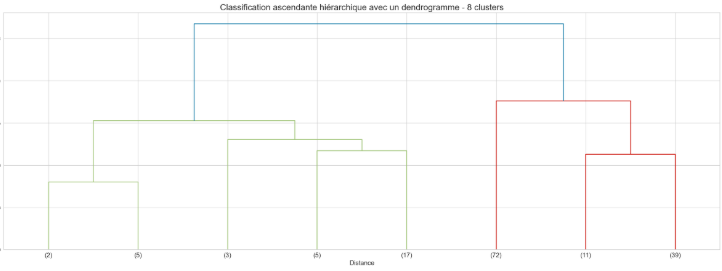 Classification ascendante hiérarchique avec un dendrogramme - 8 clusters
(2) (5) (3) (5) (17) (72) (11) (39)
Distance